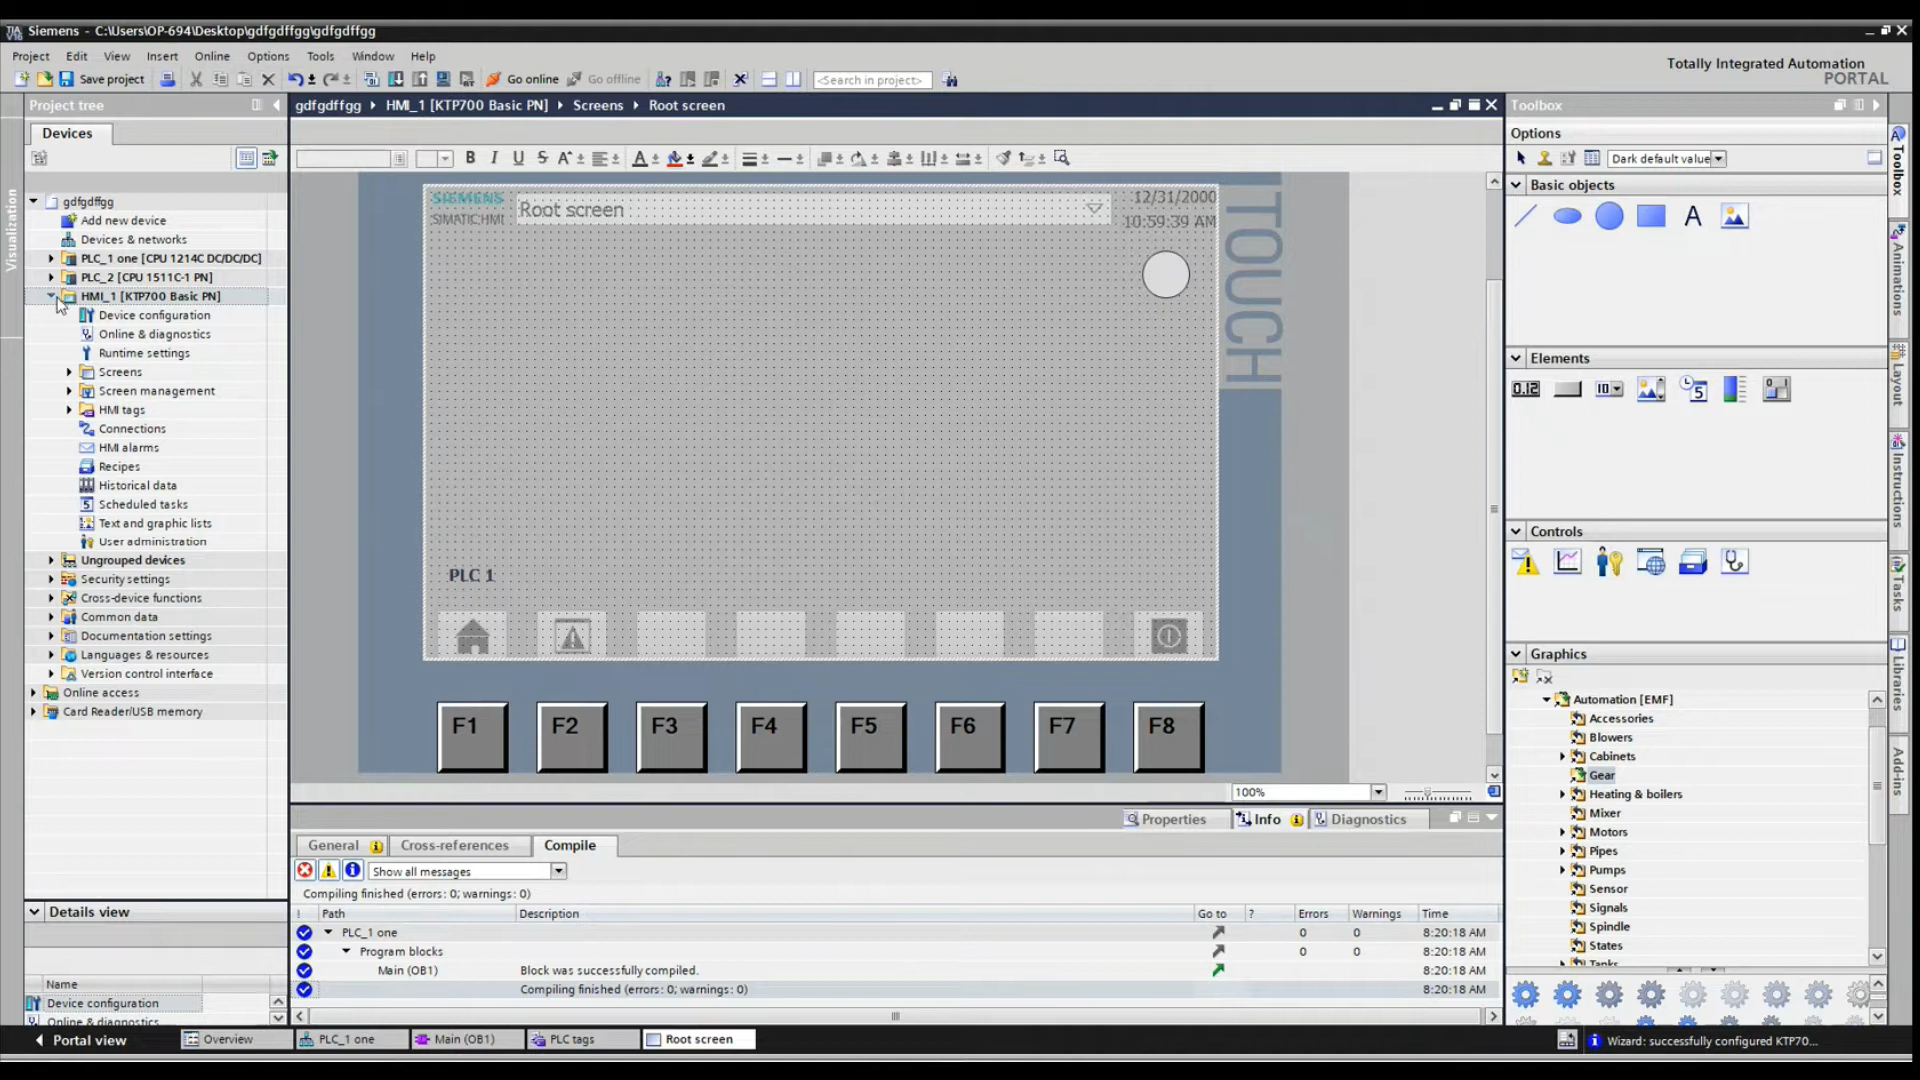 Siemens - C:\Users\OP-694\Desktop\gdfgdffgg\gdfgdffgg
Project Edit View Insert Online Options Tools Window Help
Totally Integrated Automation
PORTAL
Save project
Go online
Go offline
<Search in project>
Project tree
gdfgdffgg HMI_1 [KTP700 Basic PN] Screens Root screen
Toolbox
Devices
Options
Dark default value
Visualization
gdfgdffgg
Add new device
Devices & networks
PLC_1 one [CPU 1214C DC/DC/DC]
PLC_2 [CPU 1511C-1 PN]
HMI_1 [KTP700 Basic PN]
Device configuration
Online & diagnostics
Runtime settings
Screens
Screen management
HMI tags
Connections
HMI alarms
Recipes
Historical data
Scheduled tasks
Text and graphic lists
User administration
Ungrouped devices
Security settings
Cross-device functions
Common data
Documentation settings
Languages & resources
Version control interface
Online access
Card Reader/USB memory
SIEMENS
SIMATIC HMI
Root screen
12/31/2000
10:59:39 AM
TOUCH
PLC 1
F1 F2 F3 F4 F5 F6 F7 F8
100%
Basic objects
Elements
Controls
Graphics
Automation [EMF]
Accessories
Blowers
Cabinets
Gear
Heating & boilers
Mixer
Motors
Pipes
Pumps
Sensor
Signals
Spindle
States
Tanks
Toolbox
Animations
Layout
Instructions
Tasks
Libraries
Add-ins
Properties Info Diagnostics
General Cross-references Compile
Show all messages
Compiling finished (errors: 0; warnings: 0)
! Path Description Go to ? Errors Warnings Time
PLC_1 one 0 0 8:20:18 AM
Program blocks 0 0 8:20:18 AM
Main (OB1) Block was successfully compiled. 8:20:18 AM
Compiling finished (errors: 0; warnings: 0) 8:20:18 AM
Details view
Name
Device configuration
Online & diagnostics
Portal view Overview PLC_1 one Main (OB1) PLC tags Root screen
Wizard: successfully configured KTP70...